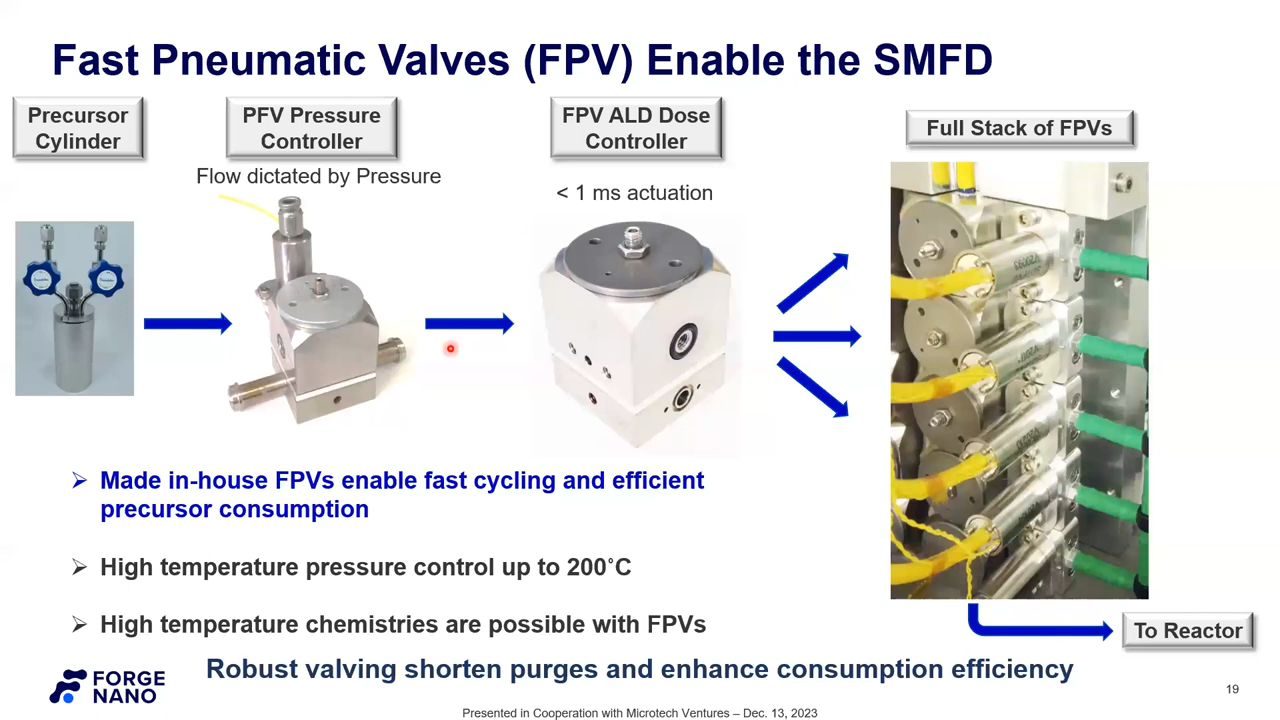 Fast Pneumatic Valves (FPV) Enable the SMFD
Precursor
Cylinder
PFV Pressure
Controller
Flow dictated by Pressure
FPV ALD Dose
Controller
< 1 ms actuation
Full Stack of FPVs
➢ Made in-house FPVs enable fast cycling and efficient
precursor consumption
➢ High temperature pressure control up to 200˚C
➢ High temperature chemistries are possible with FPVs
To Reactor
Robust valving shorten purges and enhance consumption efficiency
FORGE
NANO
19
Presented in Cooperation with Microtech Ventures – Dec. 13, 2023